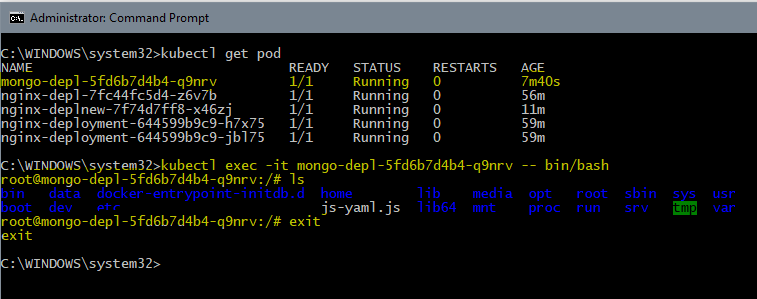 Administrator: Command Prompt
C:\WINDOWS\system32>kubectl get pod
NAME READY STATUS RESTARTS AGE
mongo-depl-5fd6b7d4b4-q9nrv 1/1 Running 0 7m40s
nginx-depl-7fc44fc5d4-z6v7b 1/1 Running 0 56m
nginx-deplnew-7f74d7ff8-x46zj 1/1 Running 0 11m
nginx-deployment-644599b9c9-h7x75 1/1 Running 0 59m
nginx-deployment-644599b9c9-jbl75 1/1 Running 0 59m
C:\WINDOWS\system32>kubectl exec -it mongo-depl-5fd6b7d4b4-q9nrv -- bin/bash
root@mongo-depl-5fd6b7d4b4-q9nrv:/# ls
bin data docker-entrypoint-initdb.d home lib media opt root sbin sys usr
boot dev etc js-yaml.js lib64 mnt proc run srv tmp var
root@mongo-depl-5fd6b7d4b4-q9nrv:/# exit
exit
C:\WINDOWS\system32>